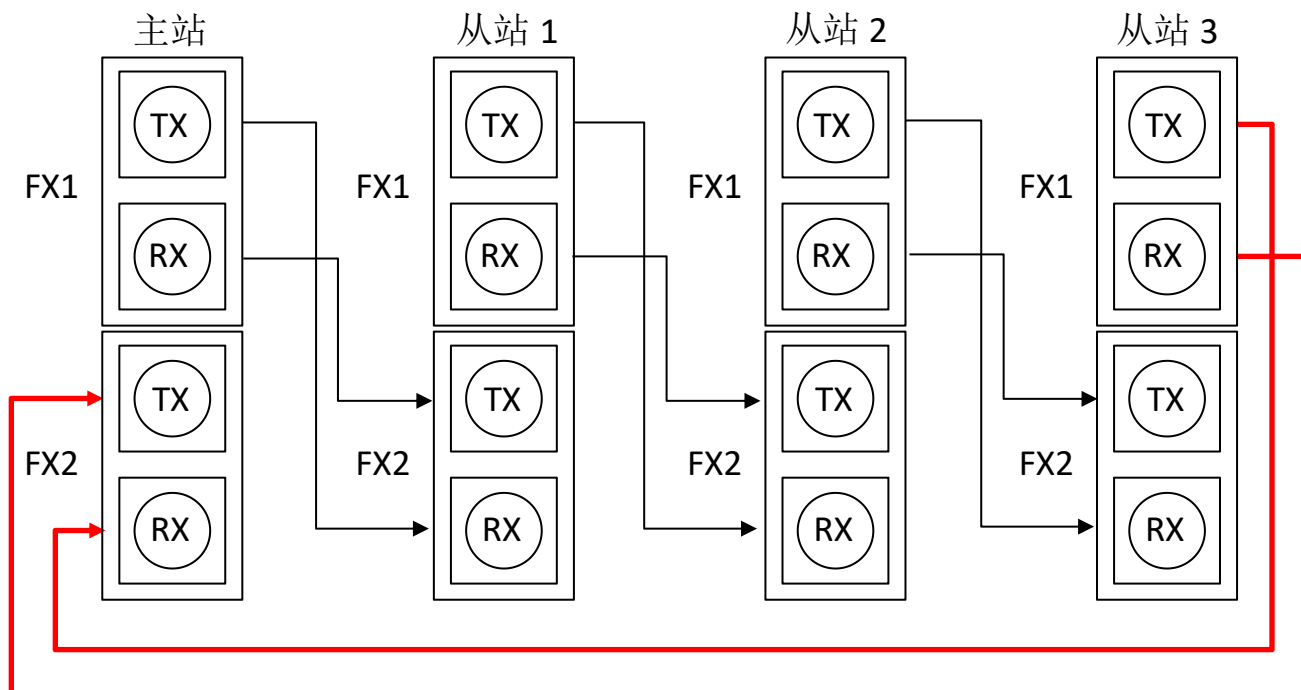 主站
从站 1
从站 2
从站 3
TX
TX
TX
TX
FX1
FX1
FX1
FX1
RX
RX
RX
RX
TX
TX
TX
TX
FX2
FX2
FX2
FX2
RX
RX
RX
RX